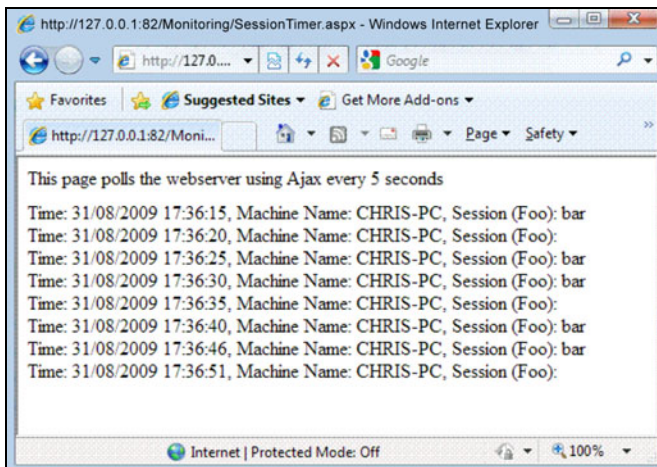 http://127.0.0.1:82/Monitoring/SessionTimer.aspx - Windows Internet Explorer
http://127.0.... Google
Favorites Suggested Sites Get More Add-ons
http://127.0.0.1:82/Moni... Page Safety »
This page polls the webserver using Ajax every 5 seconds
Time: 31/08/2009 17:36:15, Machine Name: CHRIS-PC, Session (Foo): bar
Time: 31/08/2009 17:36:20, Machine Name: CHRIS-PC, Session (Foo):
Time: 31/08/2009 17:36:25, Machine Name: CHRIS-PC, Session (Foo): bar
Time: 31/08/2009 17:36:30, Machine Name: CHRIS-PC, Session (Foo): bar
Time: 31/08/2009 17:36:35, Machine Name: CHRIS-PC, Session (Foo):
Time: 31/08/2009 17:36:40, Machine Name: CHRIS-PC, Session (Foo): bar
Time: 31/08/2009 17:36:46, Machine Name: CHRIS-PC, Session (Foo): bar
Time: 31/08/2009 17:36:51, Machine Name: CHRIS-PC, Session (Foo):
Internet | Protected Mode: Off 100%